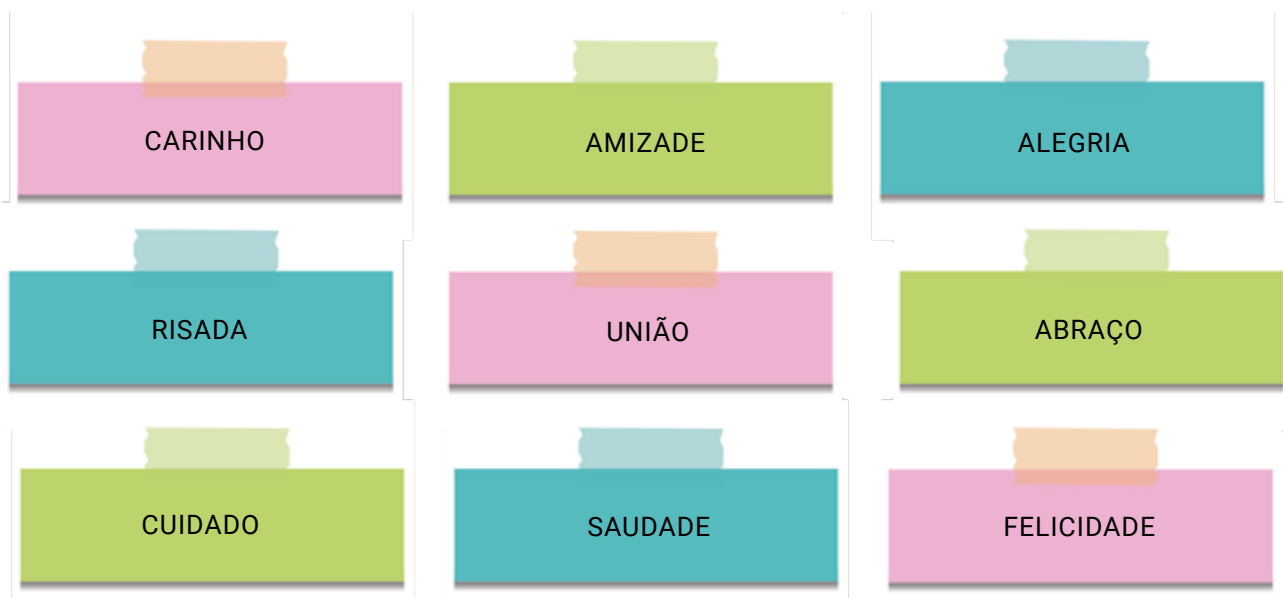 CARINHO
AMIZADE
ALEGRIA
RISADA
UNIÃO
ABRAÇO
CUIDADO
SAUDADE
FELICIDADE